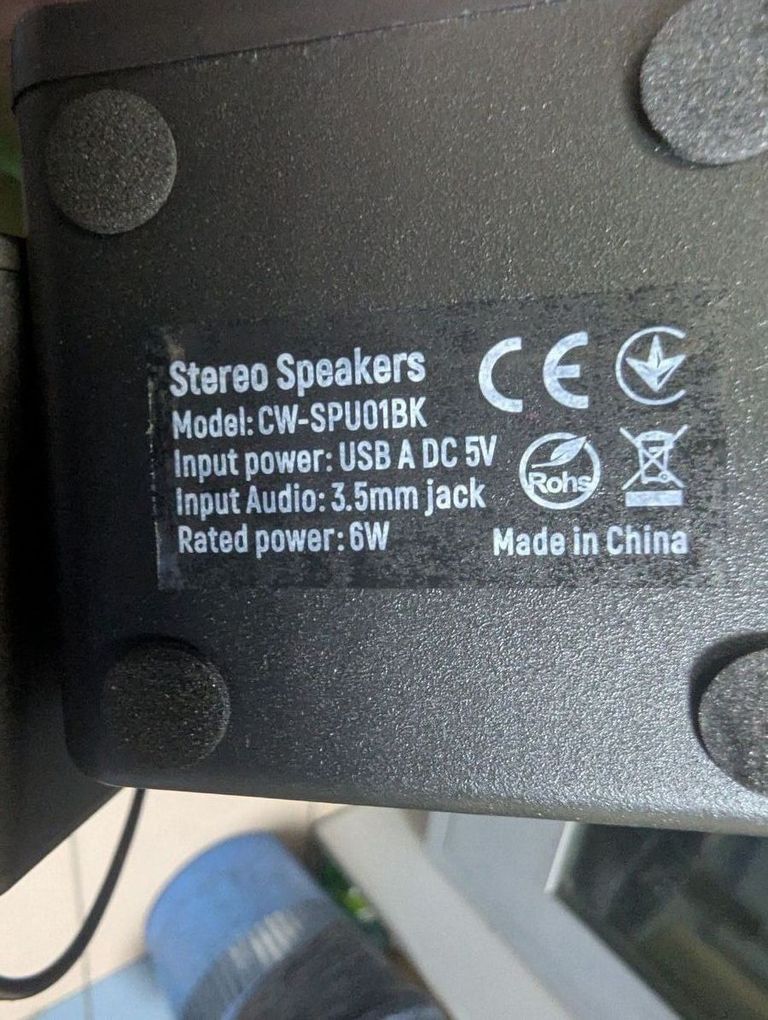 Stereo Speakers
Model: CW-SPU01BK
Input power: USB A DC 5V
Input Audio: 3.5mm jack
Rated power: 6W
CE
Rohs
Made in China